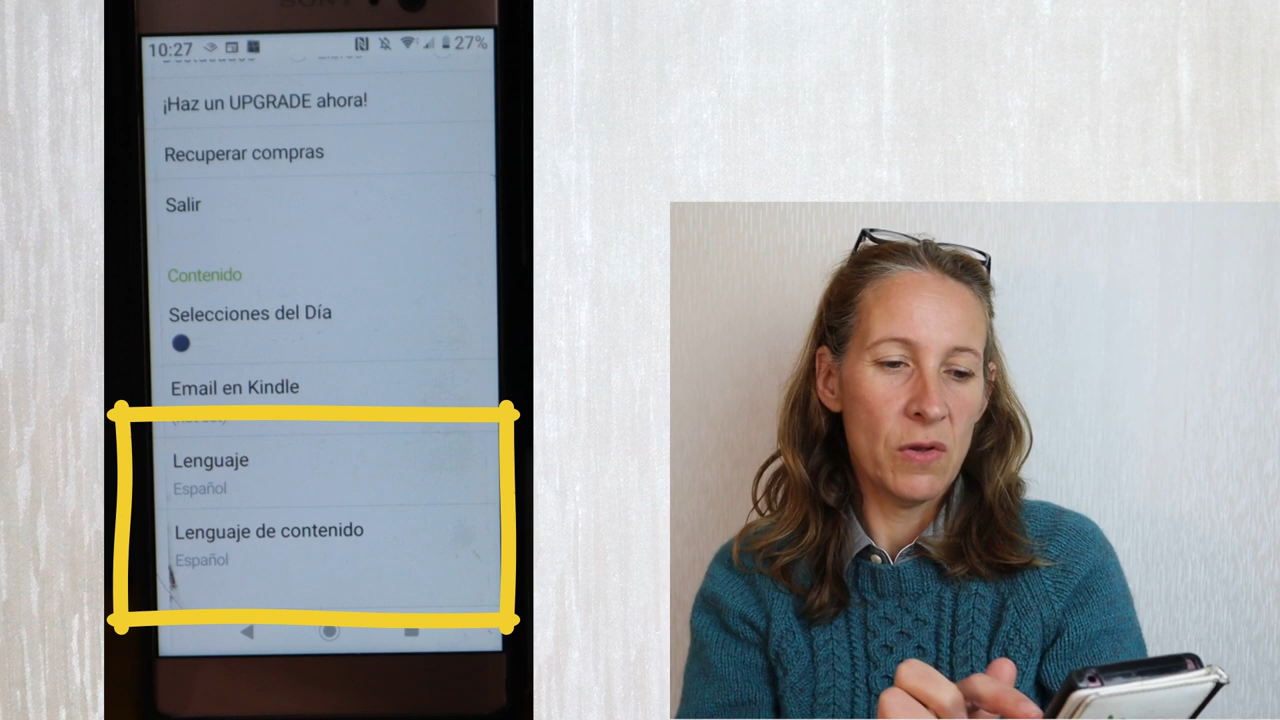 SONY
10:27
27%
¡Haz un UPGRADE ahora!
Recuperar compras
Salir
Contenido
Selecciones del Día
Email en Kindle
Lenguaje
Español
Lenguaje de contenido
Español